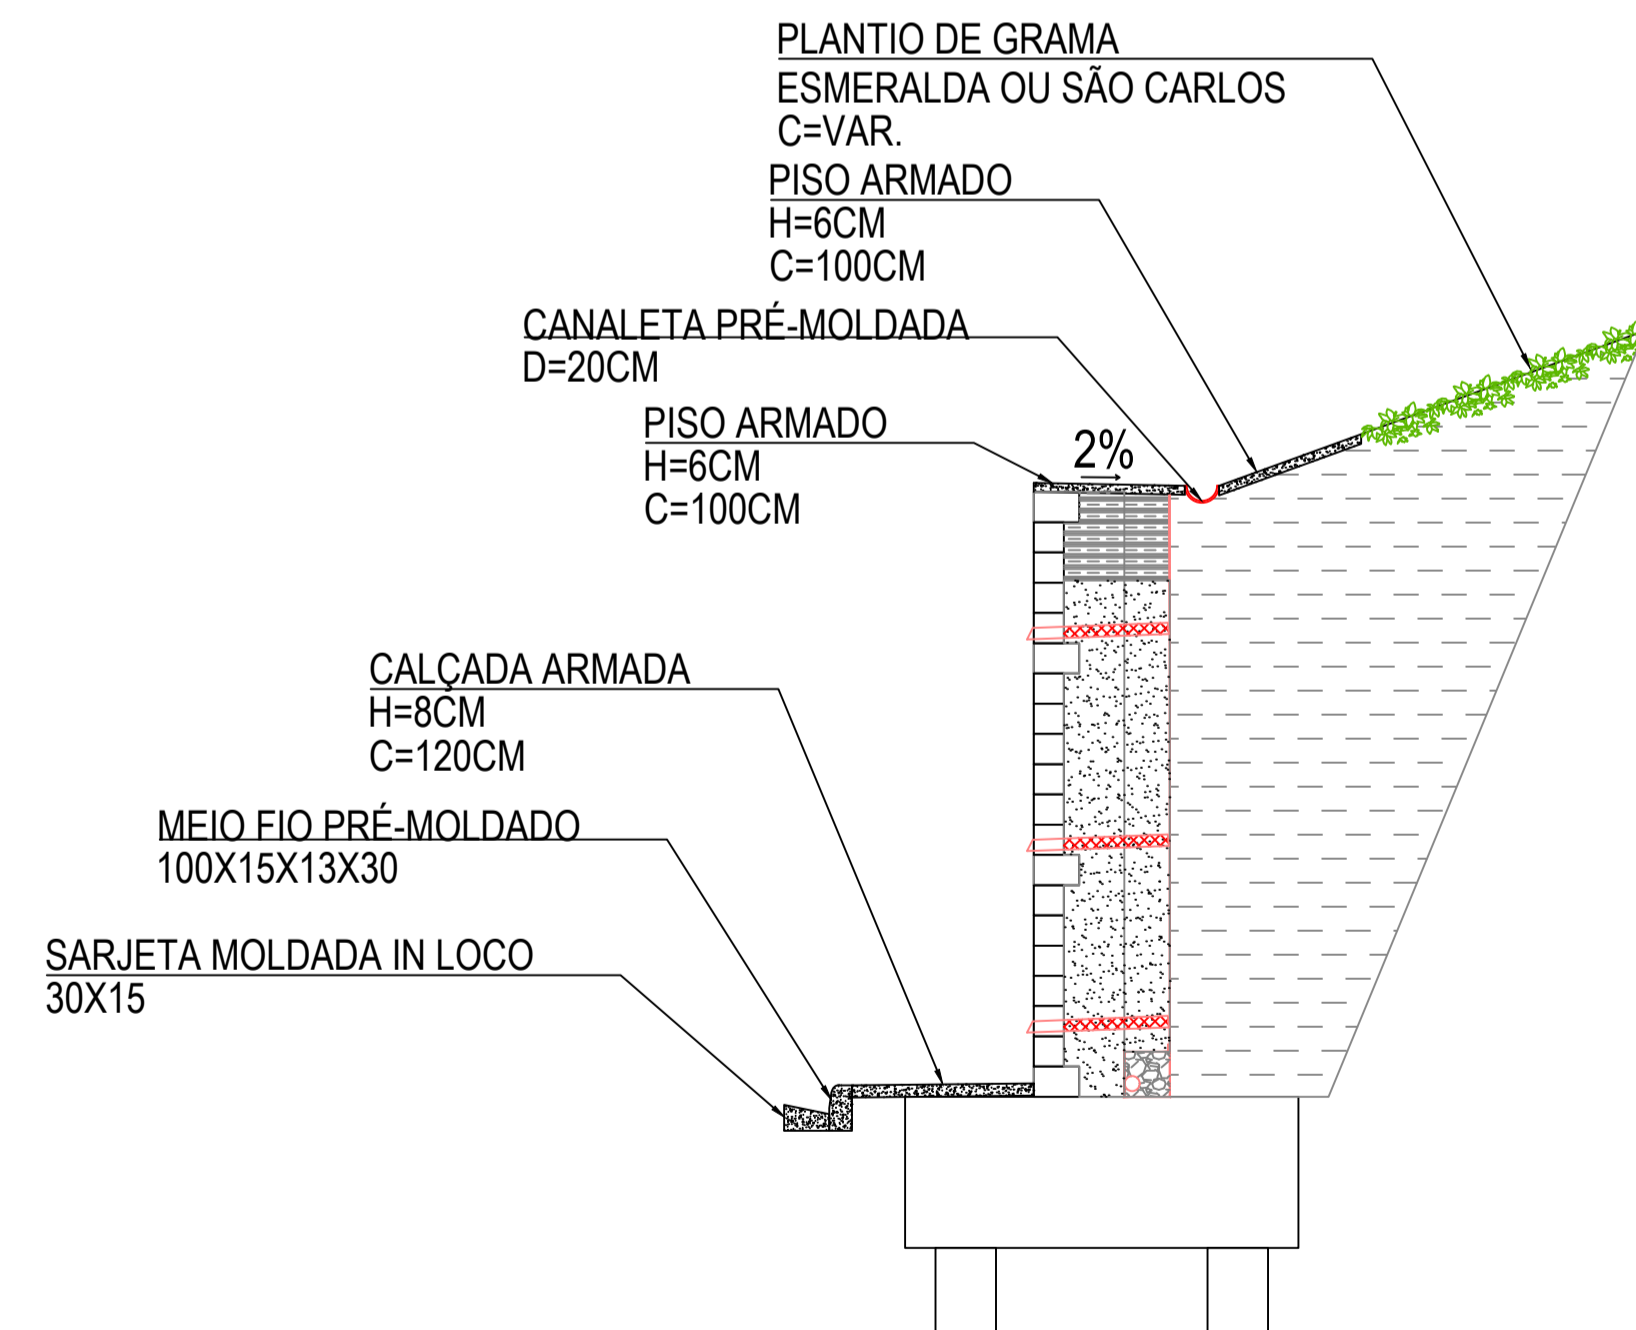 PLANTIO DE GRAMA
ESMERALDA OU SÃO CARLOS
C=VAR.
PISO ARMADO
H=6CM
C=100CM
CANALETA PRÉ-MOLDADA
D=20CM
PISO ARMADO
H=6CM
C=100CM
2%
CALÇADA ARMADA
H=8CM
C=120CM
MEIO FIO PRÉ-MOLDADO
100X15X13X30
SARJETA MOLDADA IN LOCO
30X15